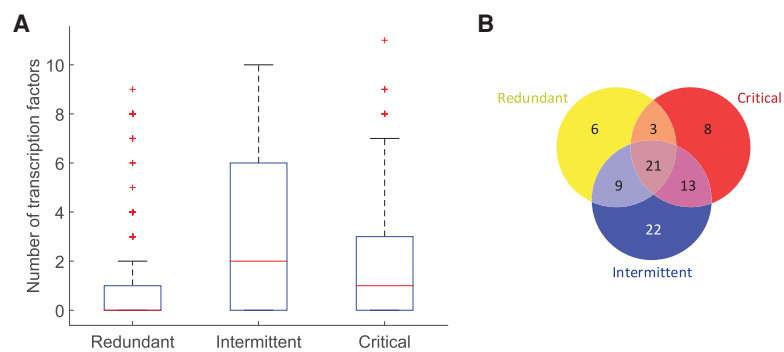 A
Number of transcription factors
10
8
6
4
2
0
Redundant
Intermittent
Critical
B
Redundant
Critical
6
3
8
21
9
13
22
Intermittent